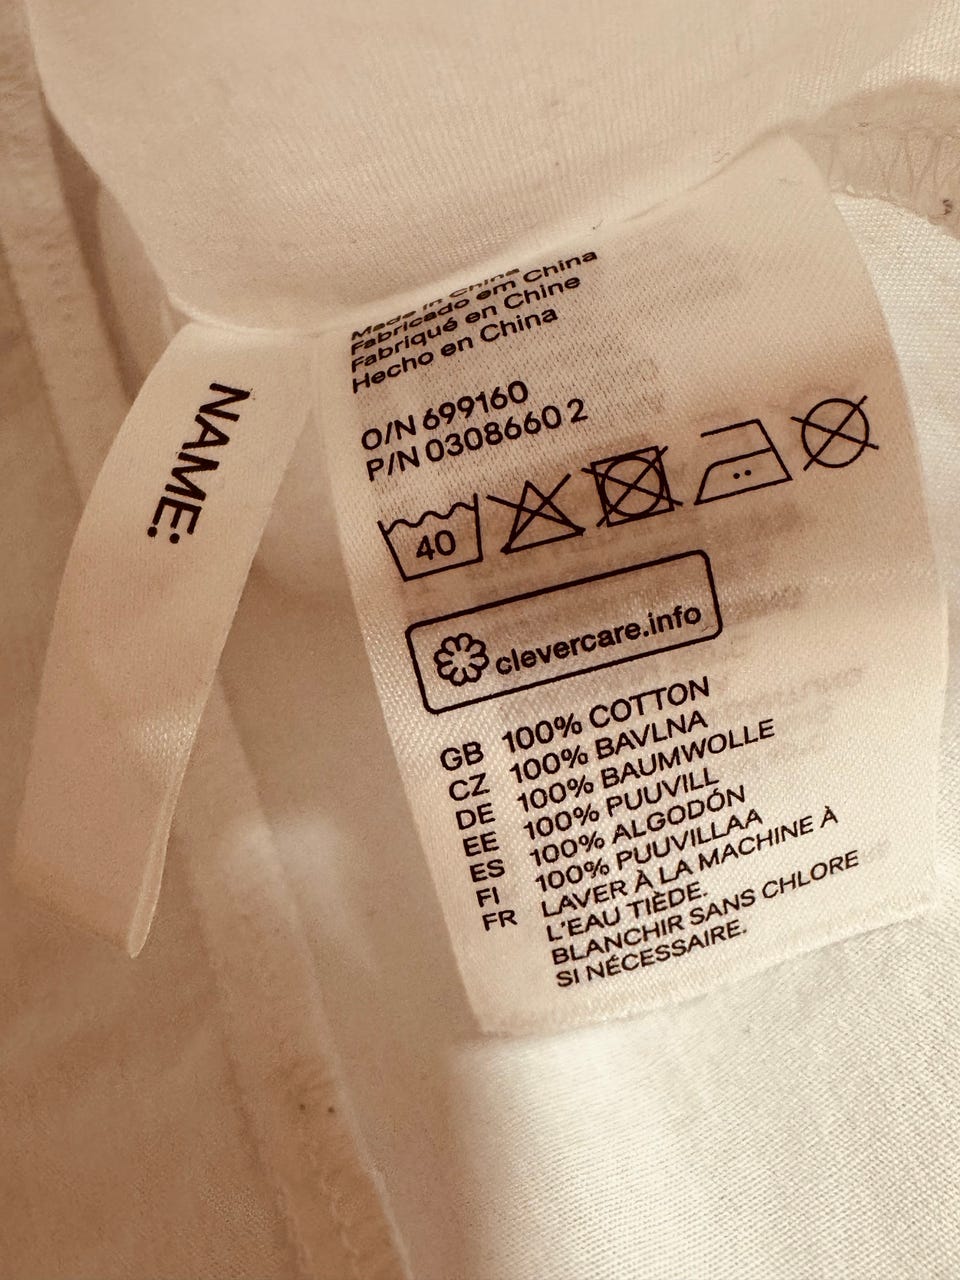 NAME:
Made in China
Fabricado em China
Fabriqué en Chine
Hecho en China
O/N 699160
P/N 0308660 2
40
clevercare.info
GB 100% COTTON
CZ 100% BAVLNA
DE 100% BAUMWOLLE
EE 100% PUUVILL
ES 100% ALGODÓN
FI 100% PUUVILLAA
FR LAVER À LA MACHINE À
L'EAU TIÈDE.
BLANCHIR SANS CHLORE
SI NÉCESSAIRE.